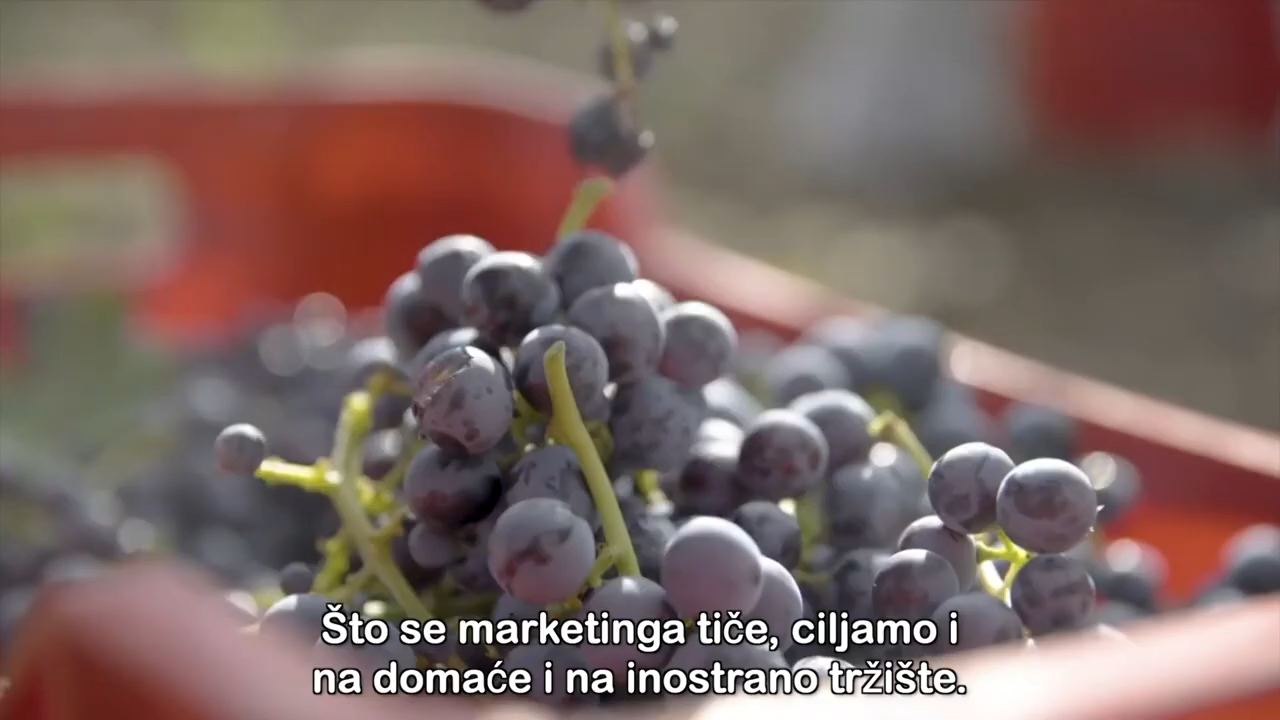 Što se marketinga tiče, ciljamo i
na domaće i na inostrano tržište.